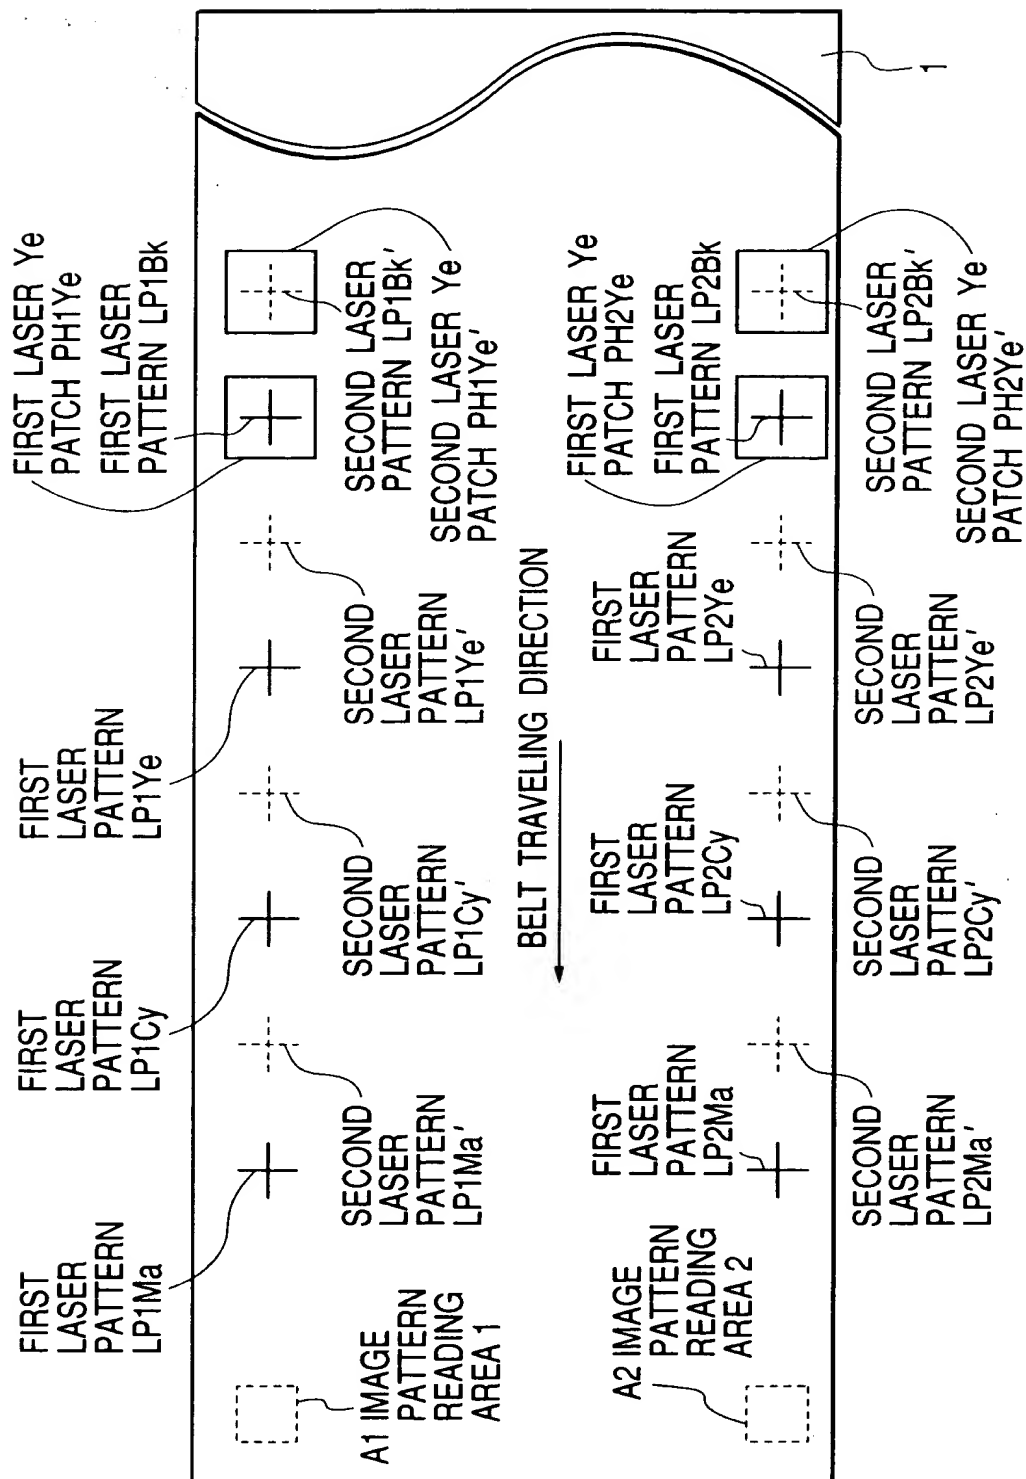 FIRST LASER Ye
PATCH PH1Ye
FIRST LASER
PATTERN LP1Bk
FIRST
LASER
PATTERN
LP1Ye
FIRST
LASER
PATTERN
LP1Cy
FIRST
LASER
PATTERN
LP1Ma
SECOND LASER
PATTERN LP1Bk'
SECOND LASER Ye
PATCH PH1Ye'
SECOND
LASER
PATTERN
LP1Ye'
SECOND
LASER
PATTERN
LP1Cy'
SECOND
LASER
PATTERN
LP1Ma'
A1 IMAGE
PATTERN
READING
AREA 1
BELT TRAVELING DIRECTION
FIRST LASER Ye
PATCH PH2Ye
FIRST LASER
PATTERN LP2Bk
FIRST
LASER
PATTERN
LP2Ye
FIRST
LASER
PATTERN
LP2Cy
FIRST
LASER
PATTERN
LP2Ma
A2 IMAGE
PATTERN
READING
AREA 2
SECOND LASER
PATTERN LP2Bk'
SECOND LASER Ye
PATCH PH2Ye'
SECOND
LASER
PATTERN
LP2Ye'
SECOND
LASER
PATTERN
LP2Cy'
SECOND
LASER
PATTERN
LP2Ma'
1